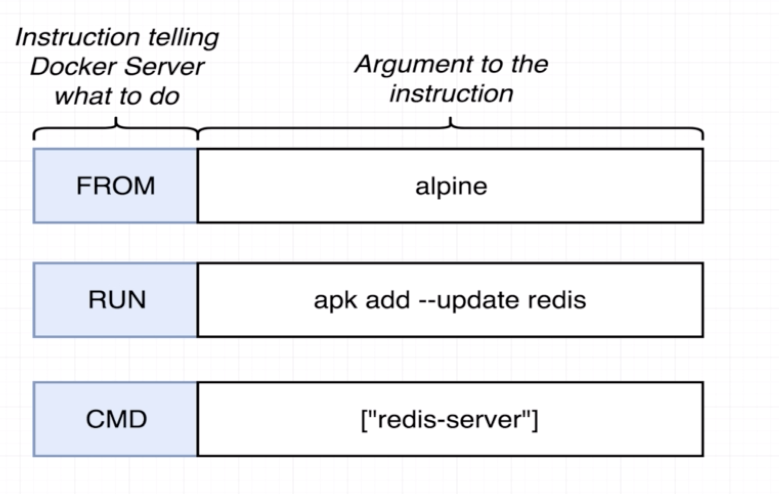 Instruction telling
Docker Server
what to do
Argument to the
instruction
FROM
alpine
RUN
apk add --update redis
CMD
["redis-server"]